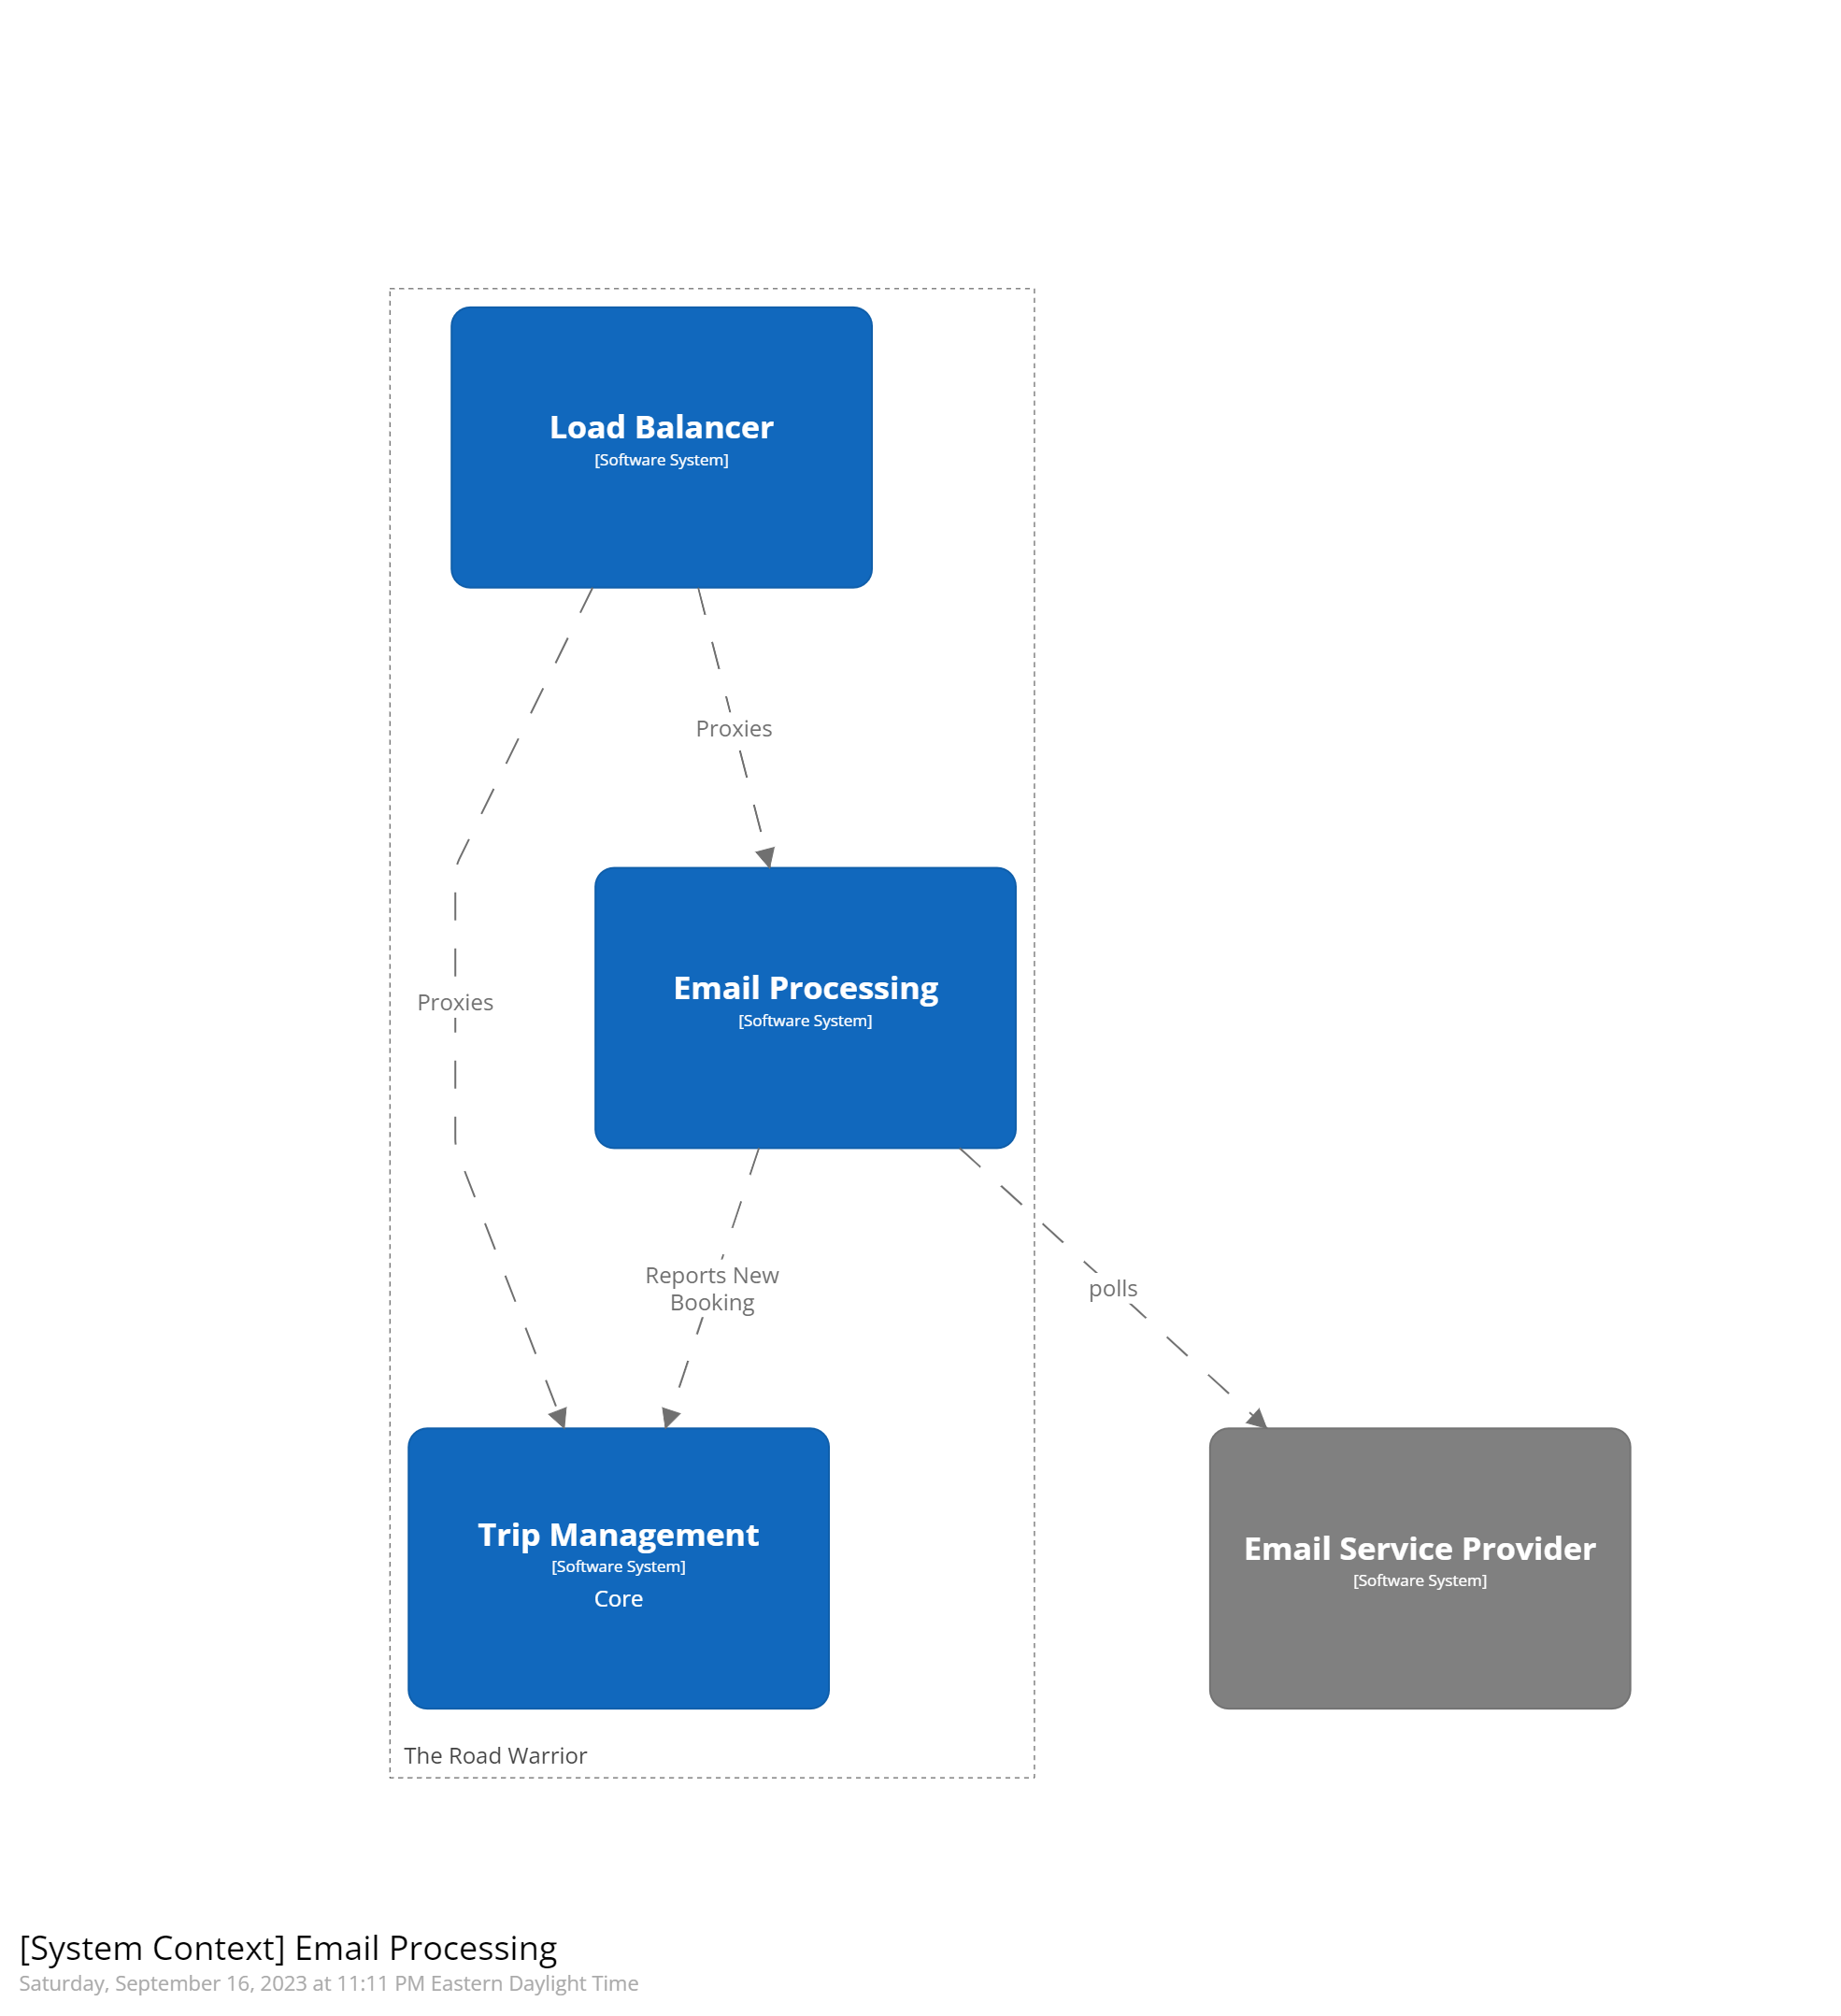 Load Balancer
[Software System]
Proxies
Email Processing
[Software System]
Proxies
Reports New
Booking
polls
Trip Management
[Software System]
Core
Email Service Provider
[Software System]
The Road Warrior
[System Context] Email Processing
Saturday, September 16, 2023 at 11:11 PM Eastern Daylight Time